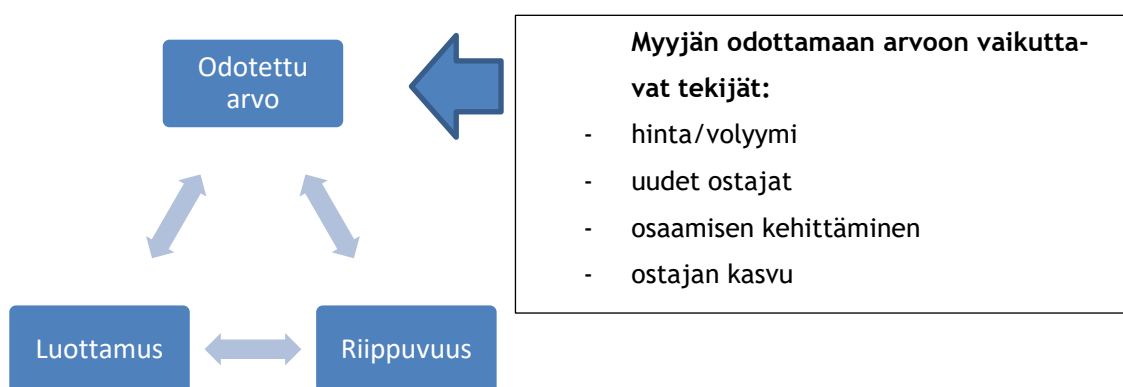 Odotettu
arvo
Myyjän odottamaan arvoon vaikutta-
vat tekijät:
- hinta/volyymi
- uudet ostajat
- osaamisen kehittäminen
- ostajan kasvu
Luottamus
Riippuvuus